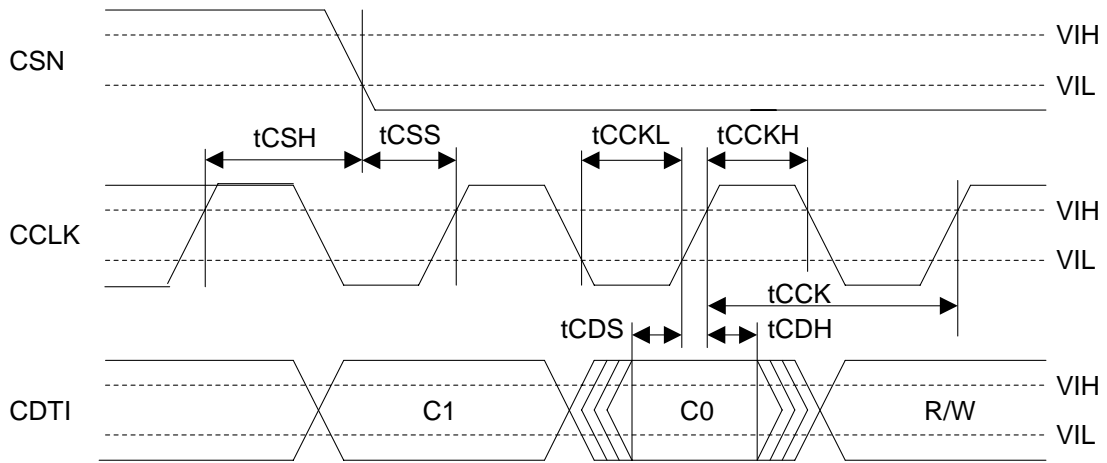 VIH
CSN
VIL
tCSH
tCSS
tCCKL
tCCKH
VIH
CCLK
VIL
tCCK
tCDS
tCDH
VIH
CDTI
C1
C0
R/W
VIL